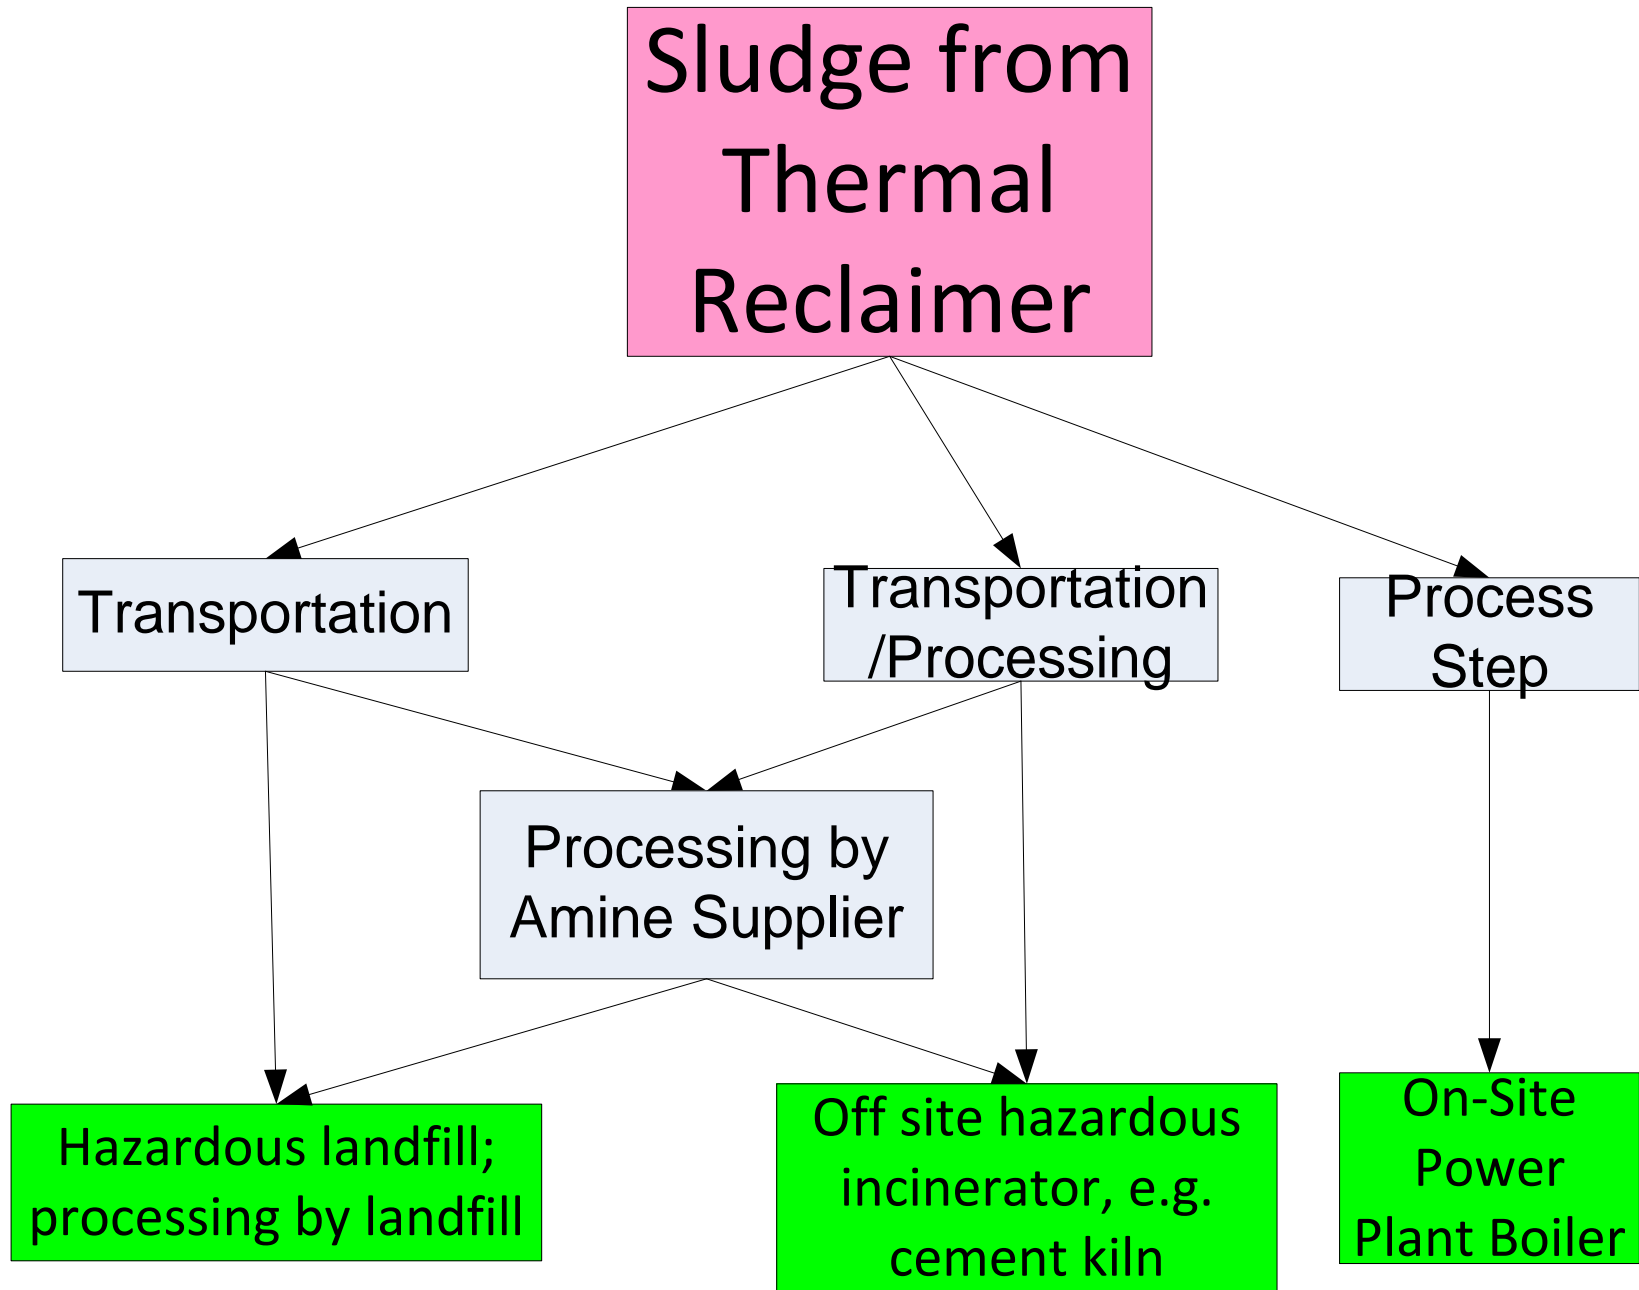 Sludge from
Thermal
Reclaimer
Transportation
Transportation
/Processing
Process
Step
Processing by
Amine Supplier
Hazardous landfill;
processing by landfill
Off site hazardous
incinerator, e.g.
cement kiln
On-Site
Power
Plant Boiler